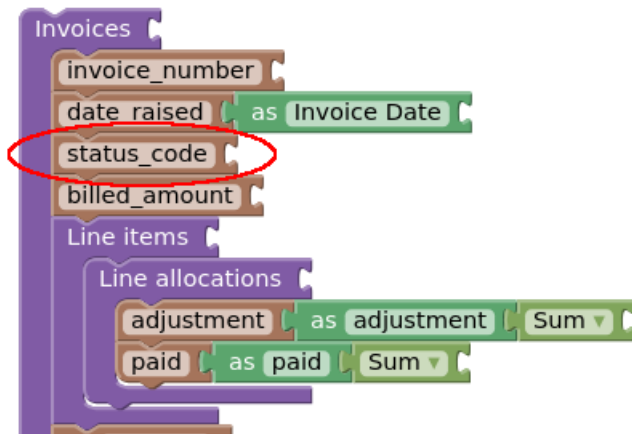 Invoices
invoice_number
date_raised as Invoice Date
status_code
billed_amount
Line items
Line allocations
adjustment as adjustment Sum
paid as paid Sum